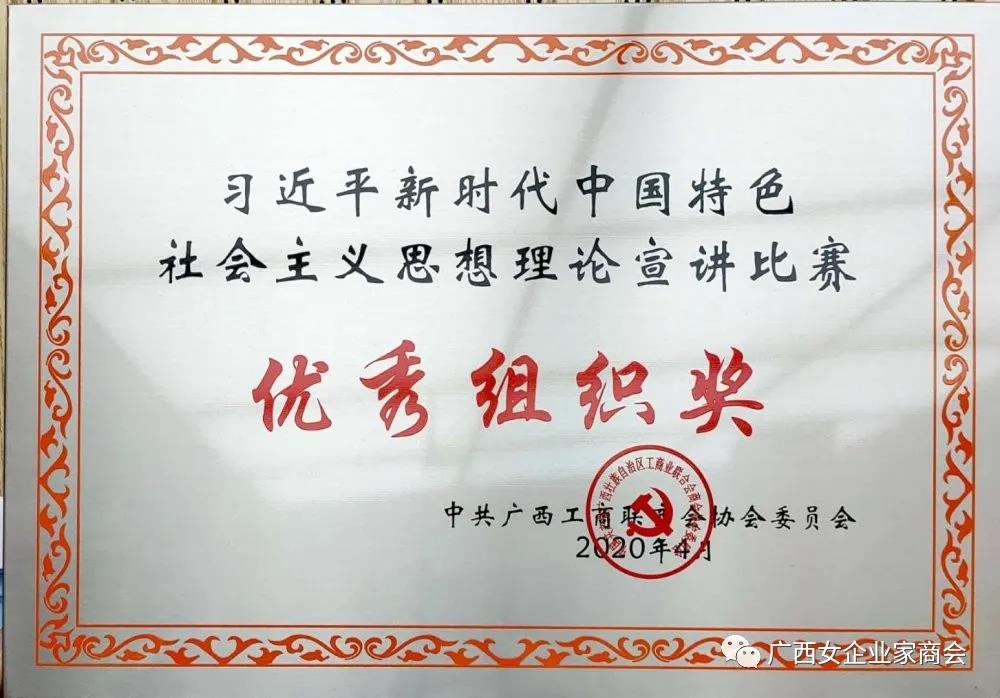 习近平新时代中国特色
社会主义思想理论宣讲比赛
优秀组织奖
中共广西工商联商会协会委员会
2020年4月
广西女企业家商会